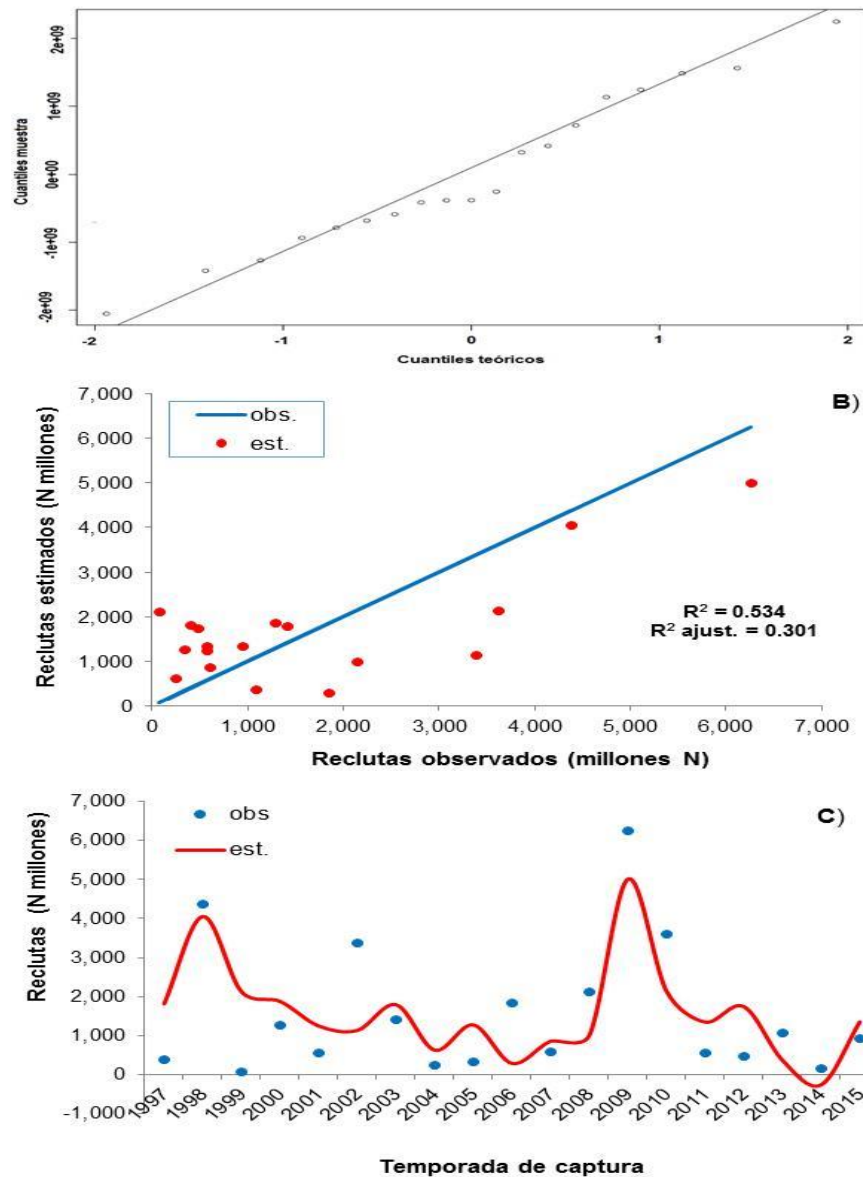 2e+09
1e+09
0e+00
-1e+09
-2e+09
Cuantiles muestra
-2 -1 0 1 2
Cuantiles teóricos
B)
7,000
6,000
5,000
4,000
3,000
2,000
1,000
0
Reclutas estimados (N millones)
obs.
est.
R² = 0.534
R² ajust. = 0.301
0 1,000 2,000 3,000 4,000 5,000 6,000 7,000
Reclutas observados (millones N)
C)
7,000
6,000
5,000
4,000
3,000
2,000
1,000
0
-1,000
Reclutas (N millones)
obs
est.
1997 1998 1999 2000 2001 2002 2003 2004 2005 2006 2007 2008 2009 2010 2011 2012 2013 2014 2015
Temporada de captura